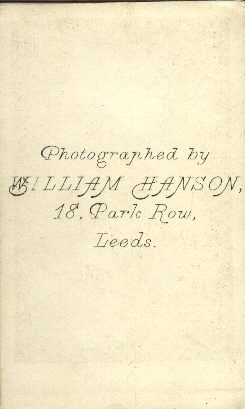 Photographed by
WILLIAM HANSON,
18, Park Row,
Leeds.